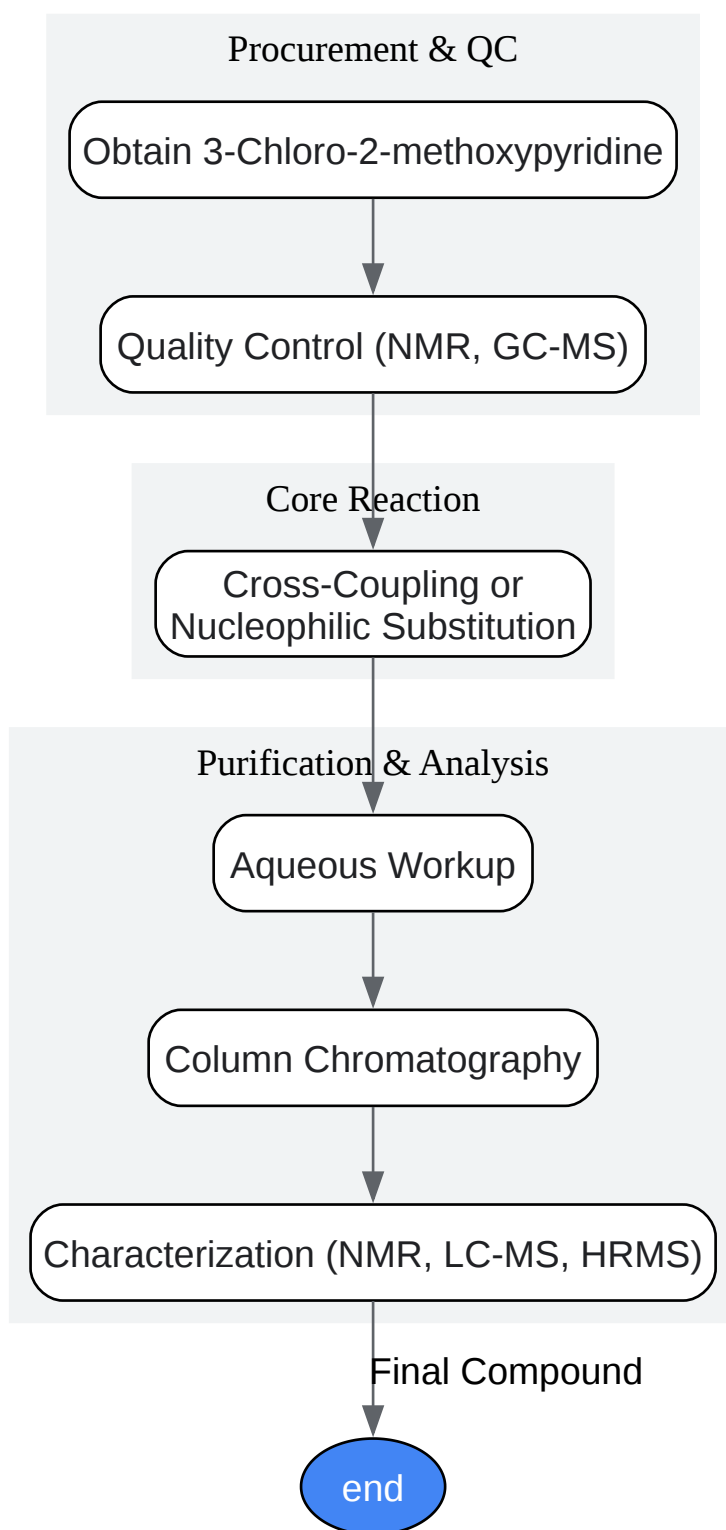 Procurement & QC
Obtain 3-Chloro-2-methoxypyridine
Quality Control (NMR, GC-MS)
Core Reaction
Cross-Coupling or
Nucleophilic Substitution
Purification & Analysis
Aqueous Workup
Column Chromatography
Characterization (NMR, LC-MS, HRMS)
Final Compound
end